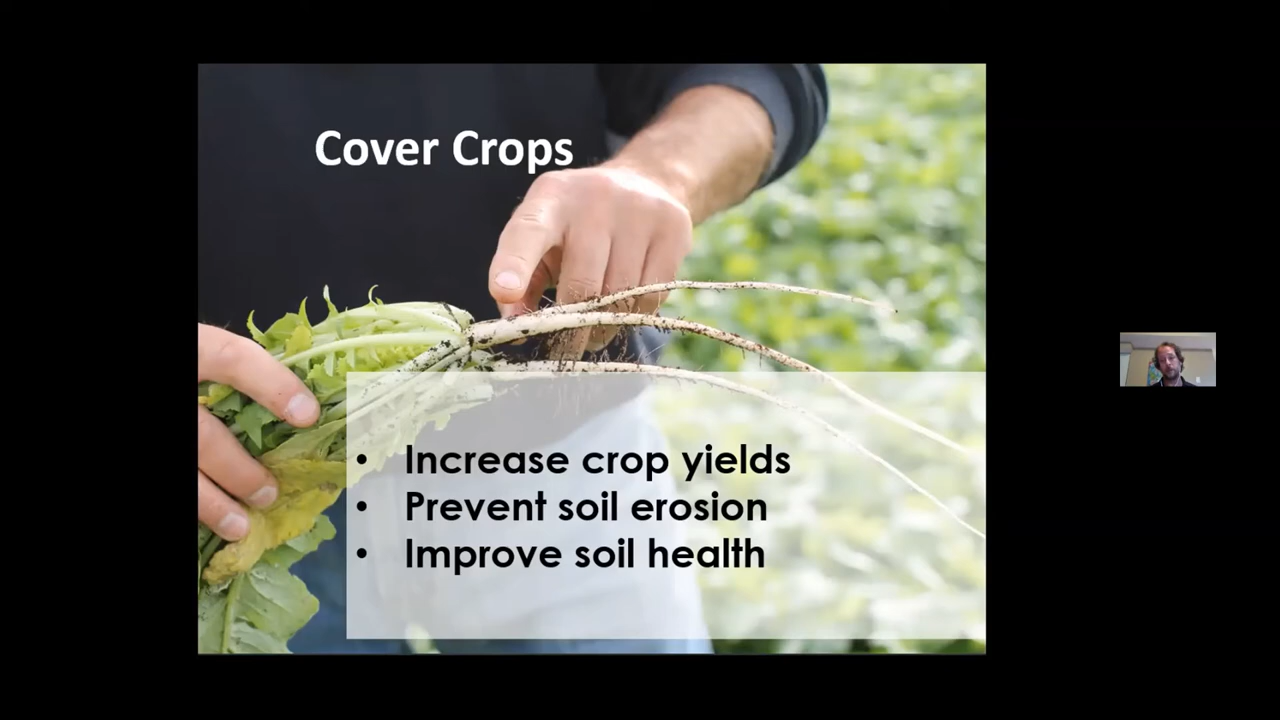 Cover Crops
• Increase crop yields
• Prevent soil erosion
• Improve soil health